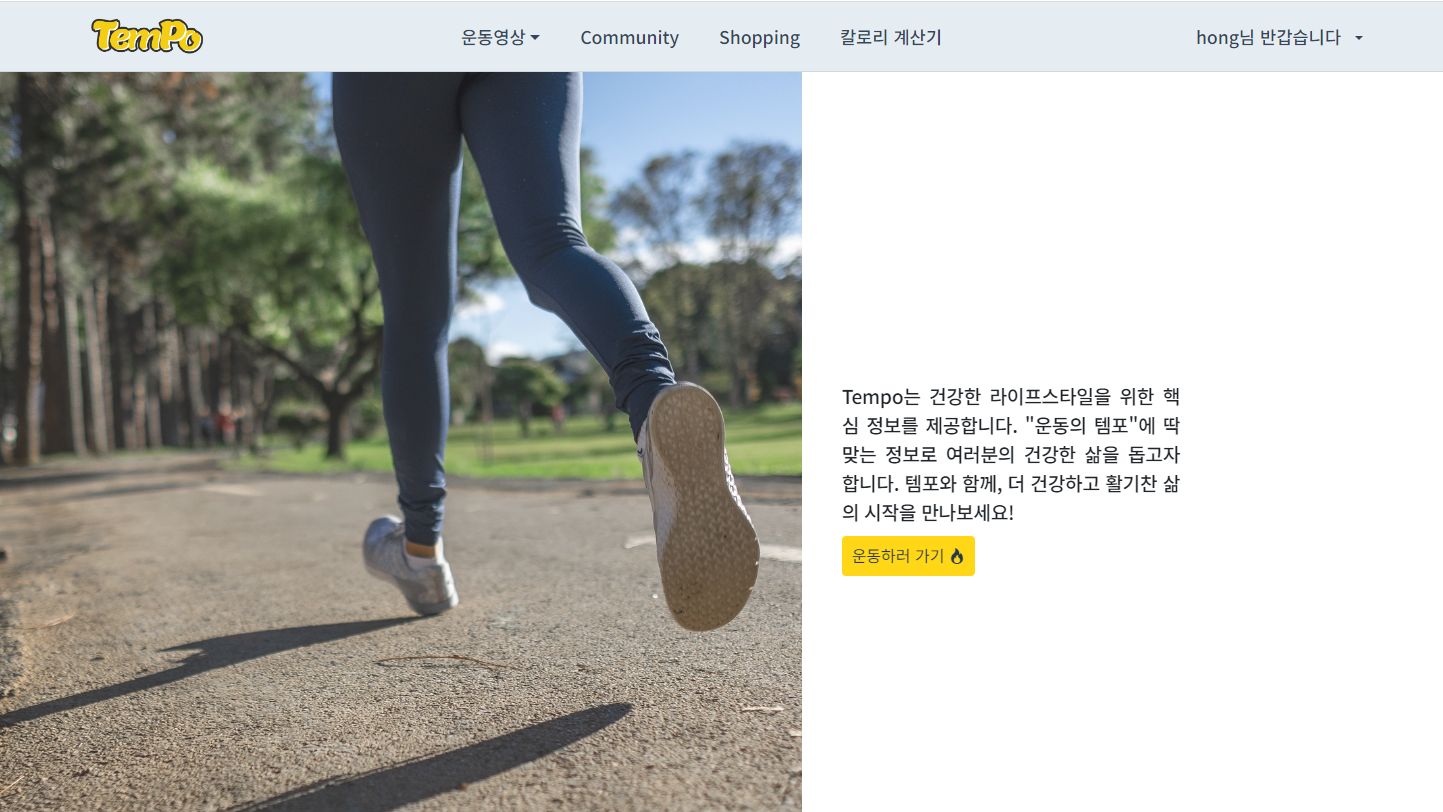 TemPo
운동영상
Community
Shopping
칼로리 계산기
hong님 반갑습니다
Tempo는 건강한 라이프스타일을 위한 핵
심 정보를 제공합니다. "운동의 템포"에 딱
맞는 정보로 여러분의 건강한 삶을 돕고자
합니다. 템포와 함께, 더 건강하고 활기찬 삶
의 시작을 만나보세요!
운동하러 가기